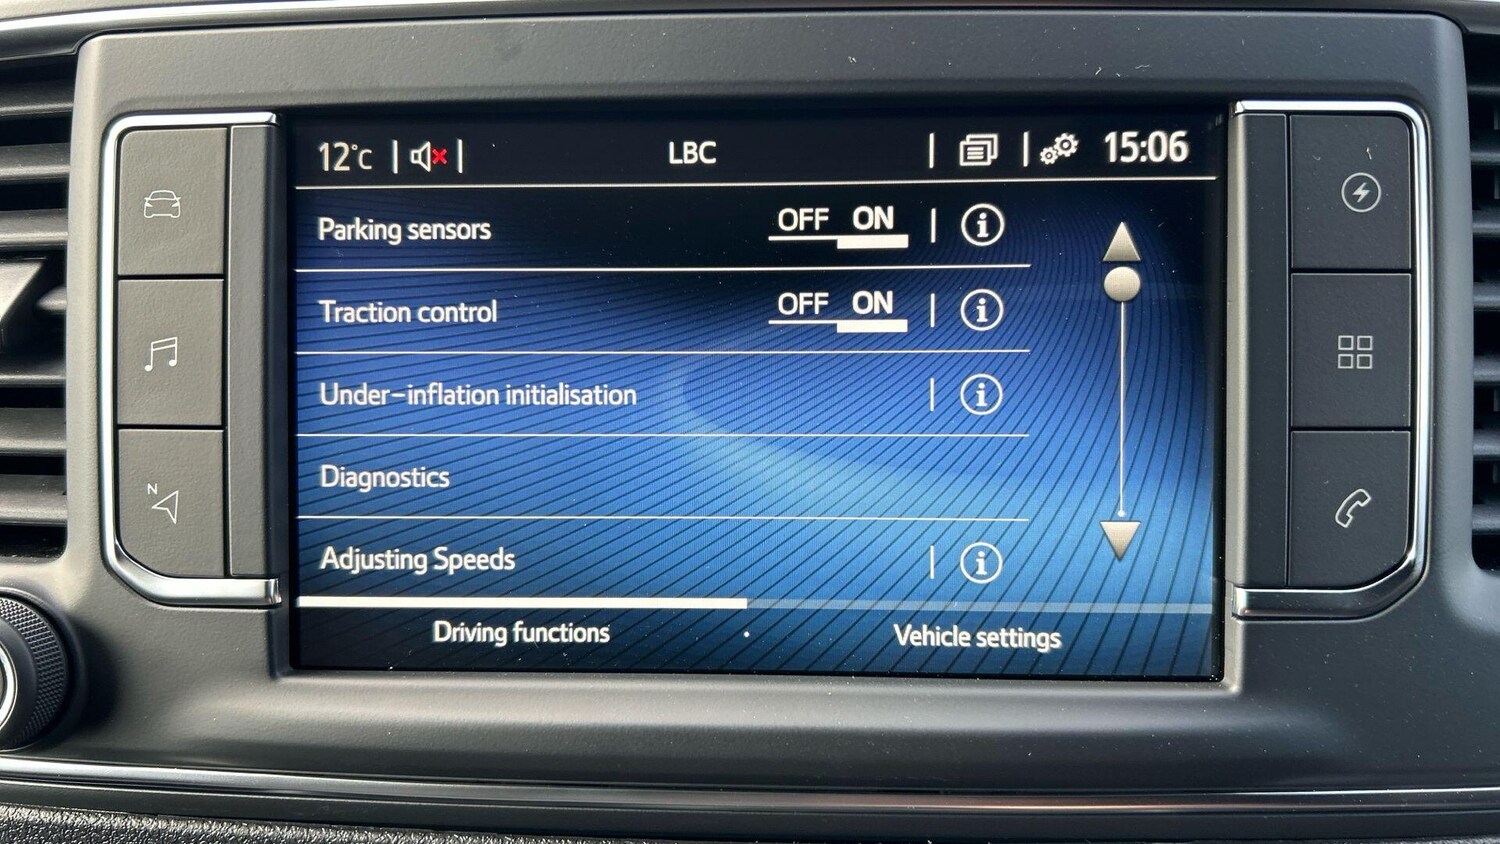 12°C LBC 15:06
Parking sensors OFF ON i
Traction control OFF ON i
Under-inflation initialisation i
Diagnostics
Adjusting Speeds i
Driving functions Vehicle settings
N